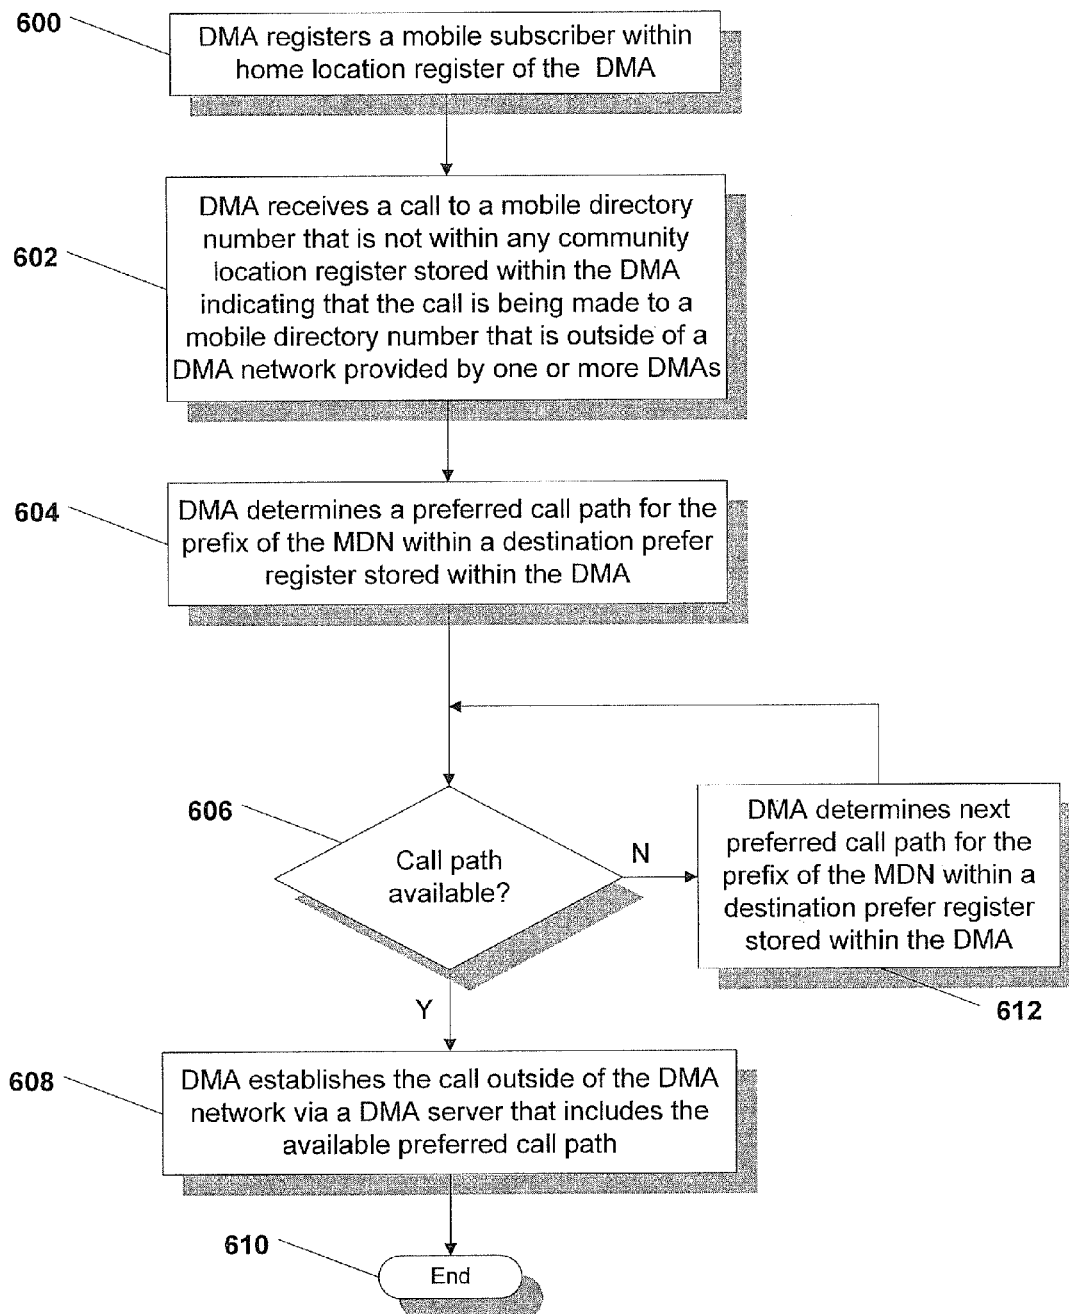 600
DMA registers a mobile subscriber within
home location register of the DMA
602
DMA receives a call to a mobile directory
number that is not within any community
location register stored within the DMA
indicating that the call is being made to a
mobile directory number that is outside of a
DMA network provided by one or more DMAs
604
DMA determines a preferred call path for the
prefix of the MDN within a destination prefer
register stored within the DMA
606
Call path
available?
N
DMA determines next
preferred call path for the
prefix of the MDN within a
destination prefer register
stored within the DMA
612
Y
608
DMA establishes the call outside of the DMA
network via a DMA server that includes the
available preferred call path
610
End